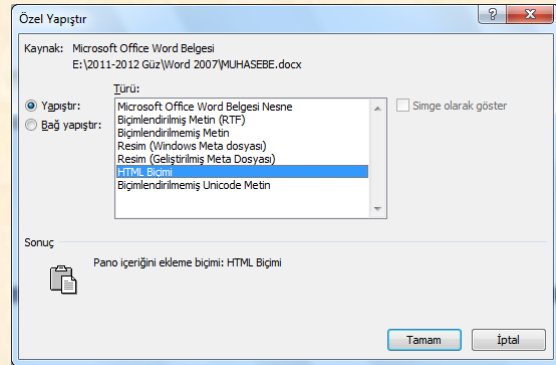 Özel Yapıştır
Kaynak: Microsoft Office Word Belgesi
E:\2011-2012 Güz\Word 2007\MUHASEBE.docx
Türü:
Yapıştır:
Bağ yapıştır:
Microsoft Office Word Belgesi Nesne
Biçimlendirilmiş Metin (RTF)
Biçimlendirilmemiş Metin
Resim (Windows Meta dosyası)
Resim (Geliştirilmiş Meta Dosyası)
HTML Biçimi
Biçimlendirilmemiş Unicode Metin
Simge olarak göster
Sonuç
Pano içeriğini ekleme biçimi: HTML Biçimi
Tamam
İptal